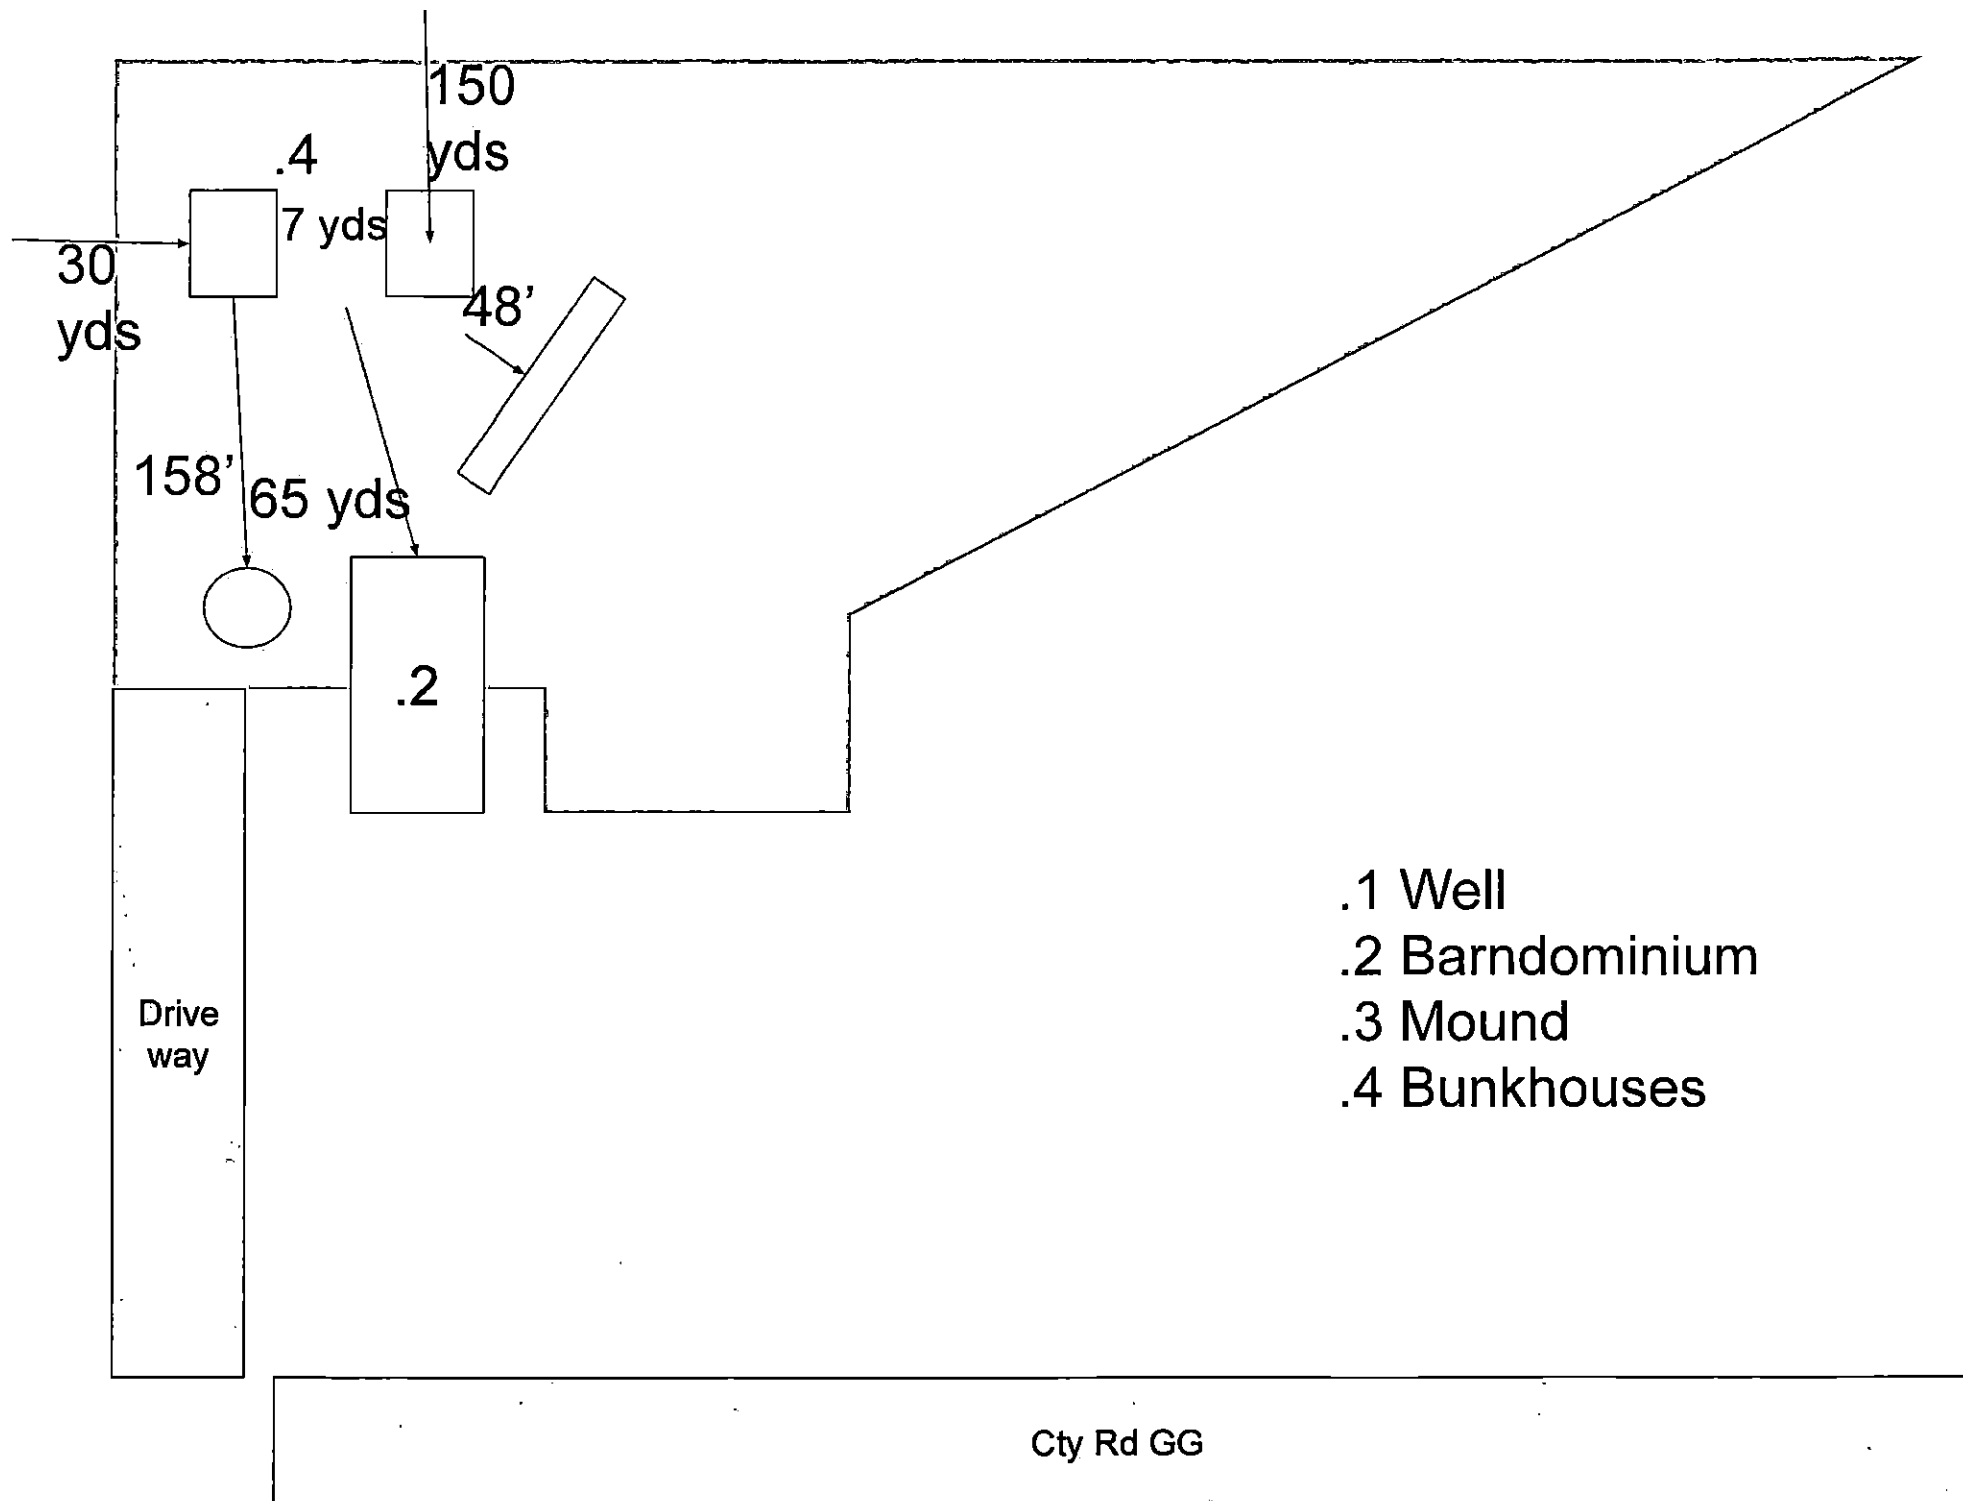 150
yds
.4
7 yds
30
yds
48’
158’
65 yds
.2
.1 Well
.2 Barndominium
.3 Mound
.4 Bunkhouses
Drive
way
Cty Rd GG